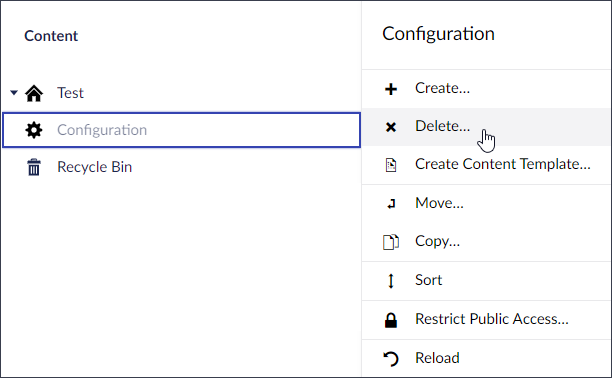 Content
Test
Configuration
Recycle Bin
Configuration
Create...
Delete...
Create Content Template...
Move...
Copy...
Sort
Restrict Public Access...
Reload